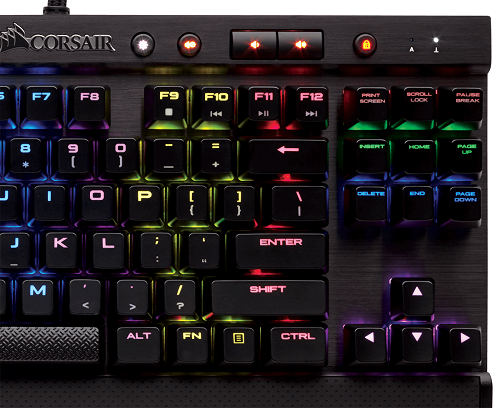 CORSAIR
A 1
F7 F8 F9 F10 F11 F12 PRINT SCREEN SCROLL LOCK PAUSE BREAK
8 * 9 ( 0 ) - _ = + INSERT HOME PAGE UP
U I O P { [ } ] | \ DELETE END PAGE DOWN
J K L : ; " ' ENTER
M < , > . / ? SHIFT
ALT FN CTRL